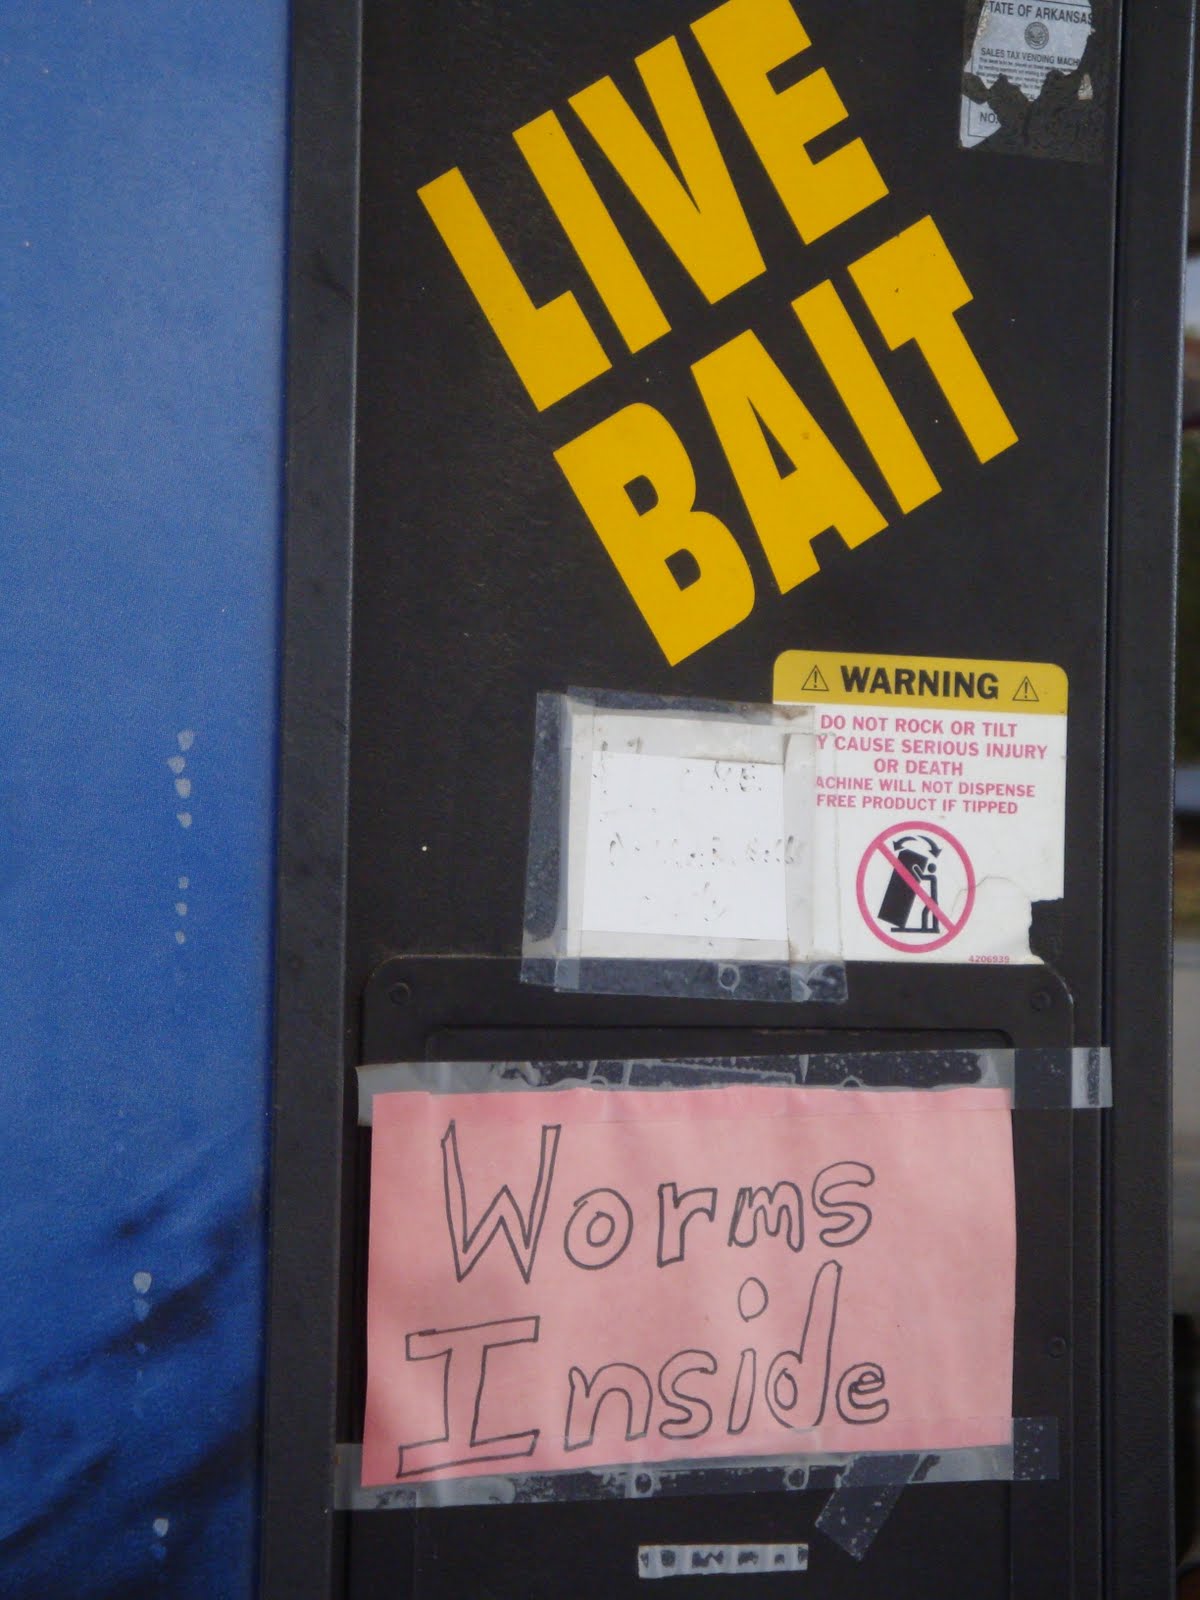 TATE OF ARKANSAS
SALES TAX VENDING MACH
NO.
LIVE
BAIT
WARNING
DO NOT ROCK OR TILT
Y CAUSE SERIOUS INJURY
OR DEATH
ACHINE WILL NOT DISPENSE
FREE PRODUCT IF TIPPED
4206939
Worms
Inside